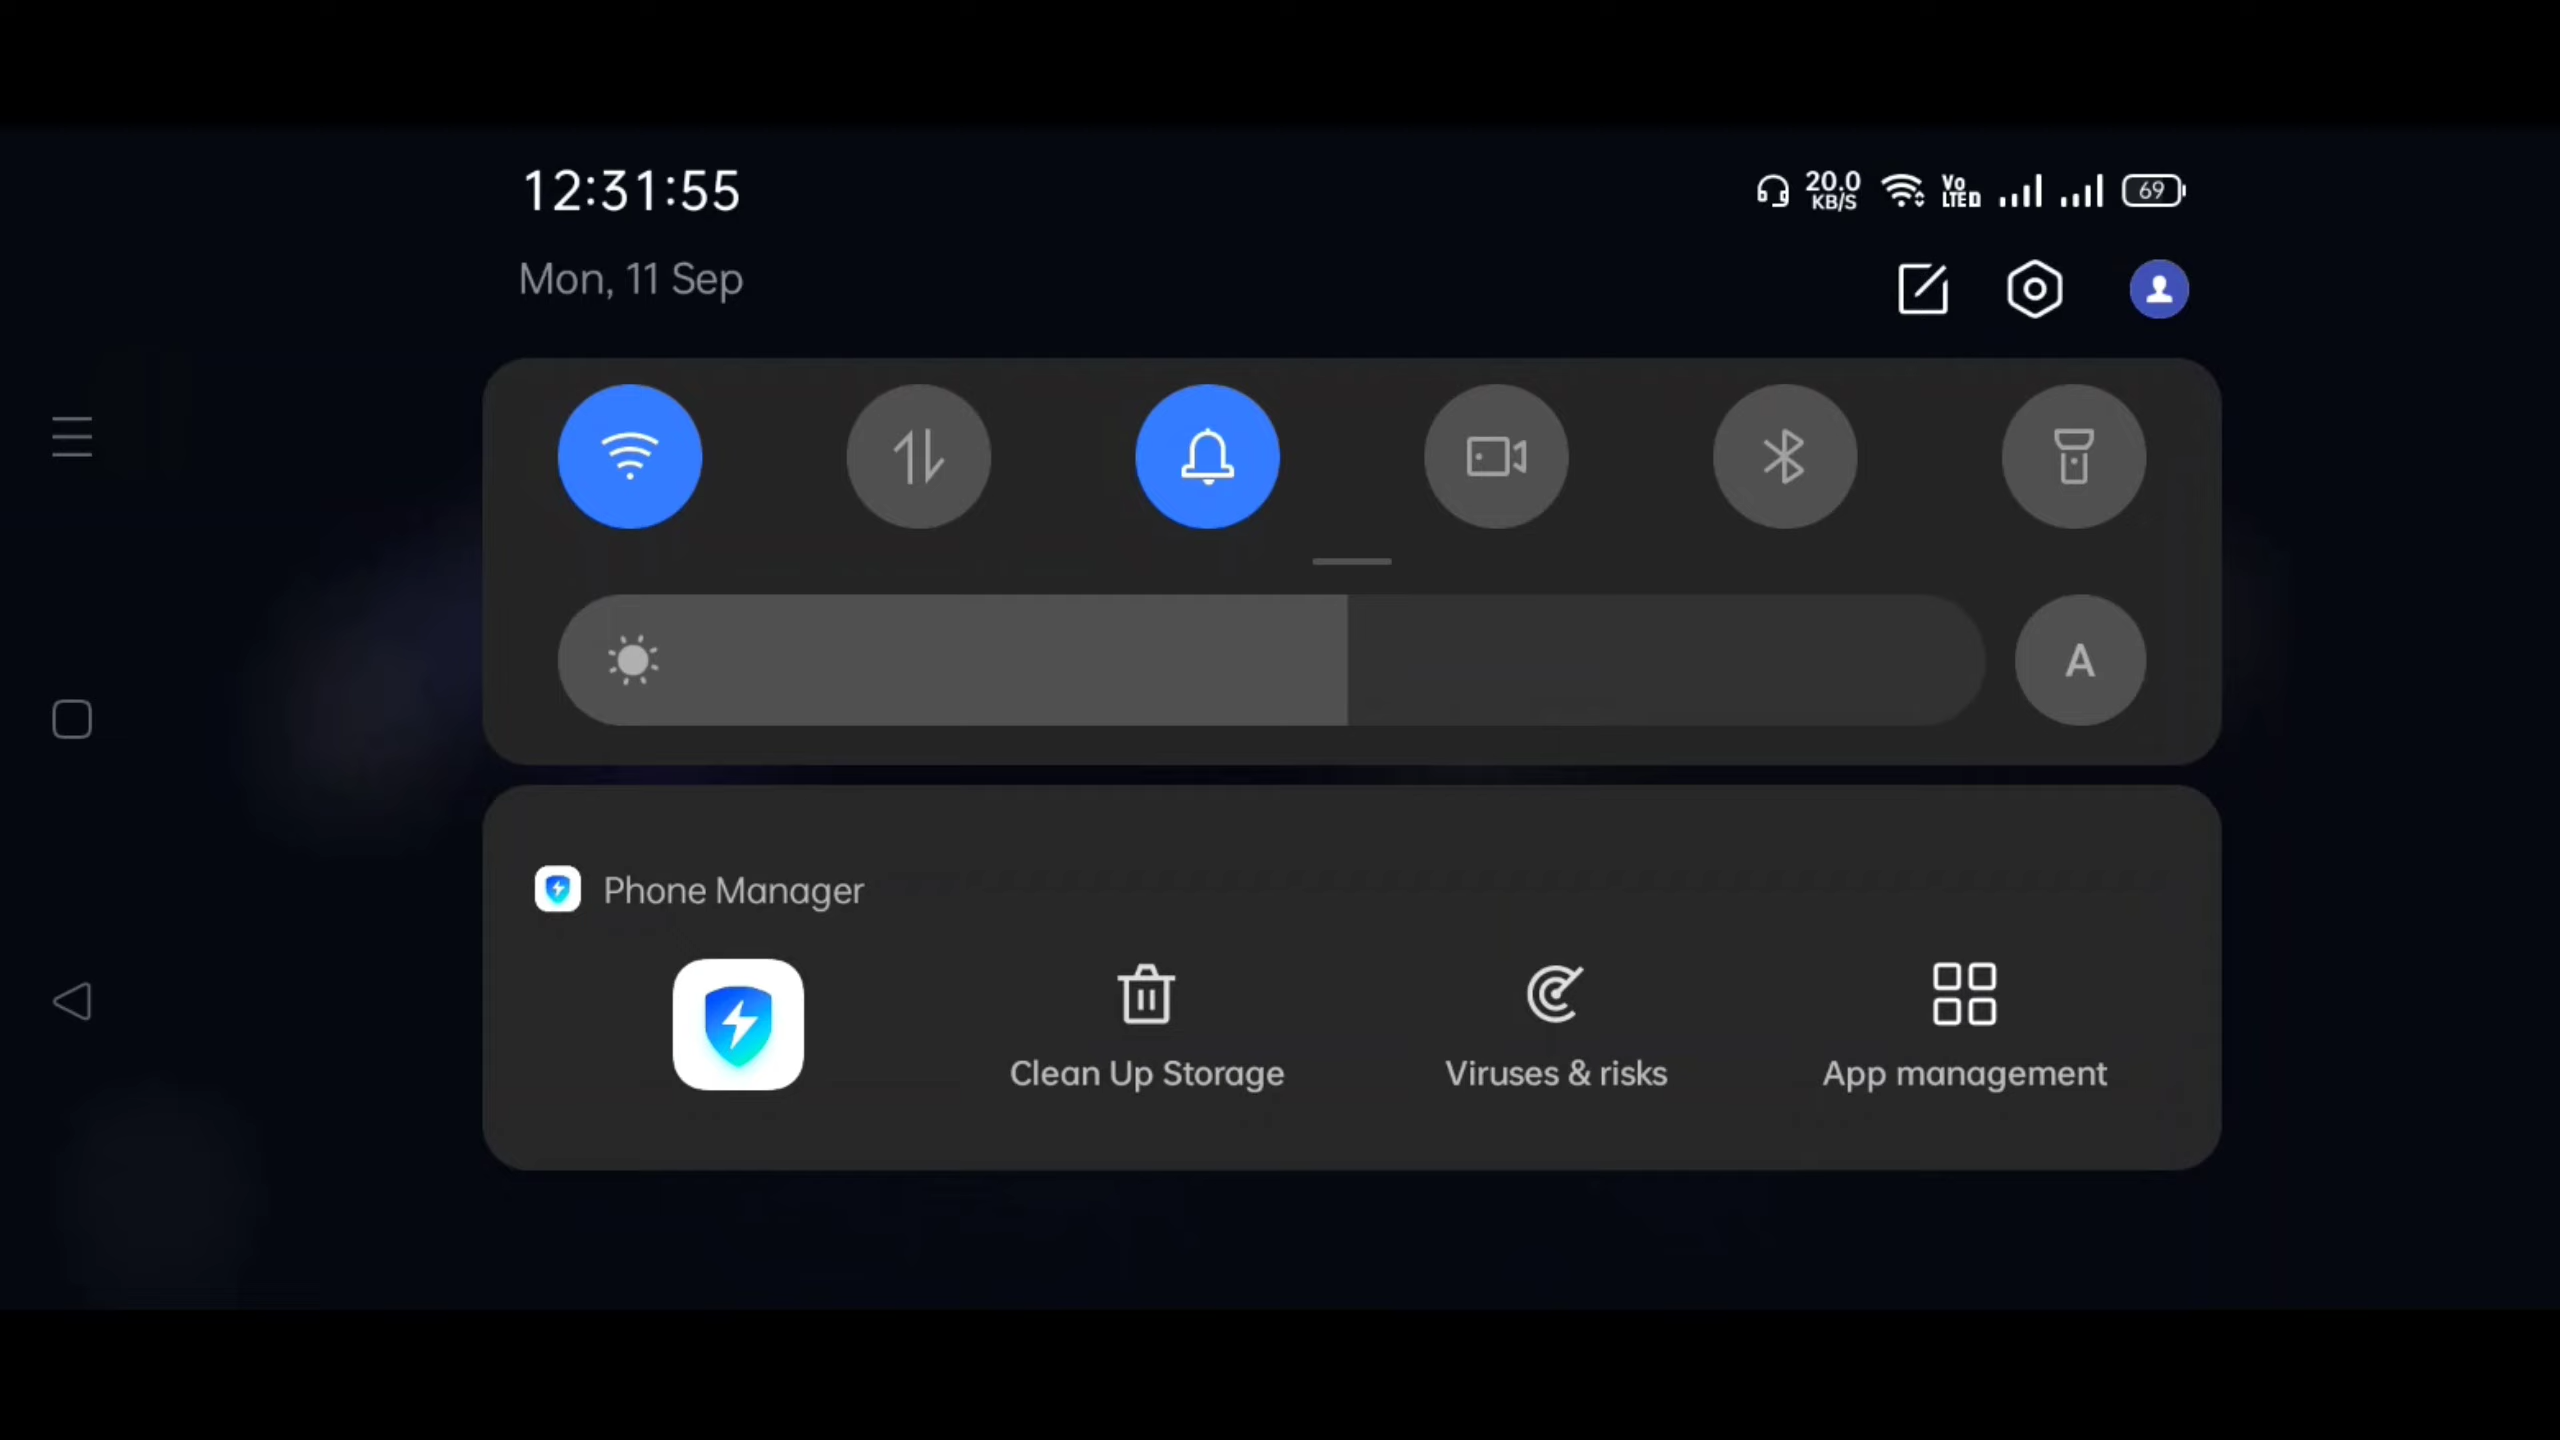 12:31:55
20.0
KB/S
Vo
LTED
69
Mon, 11 Sep
A
Phone Manager
Clean Up Storage
Viruses & risks
App management